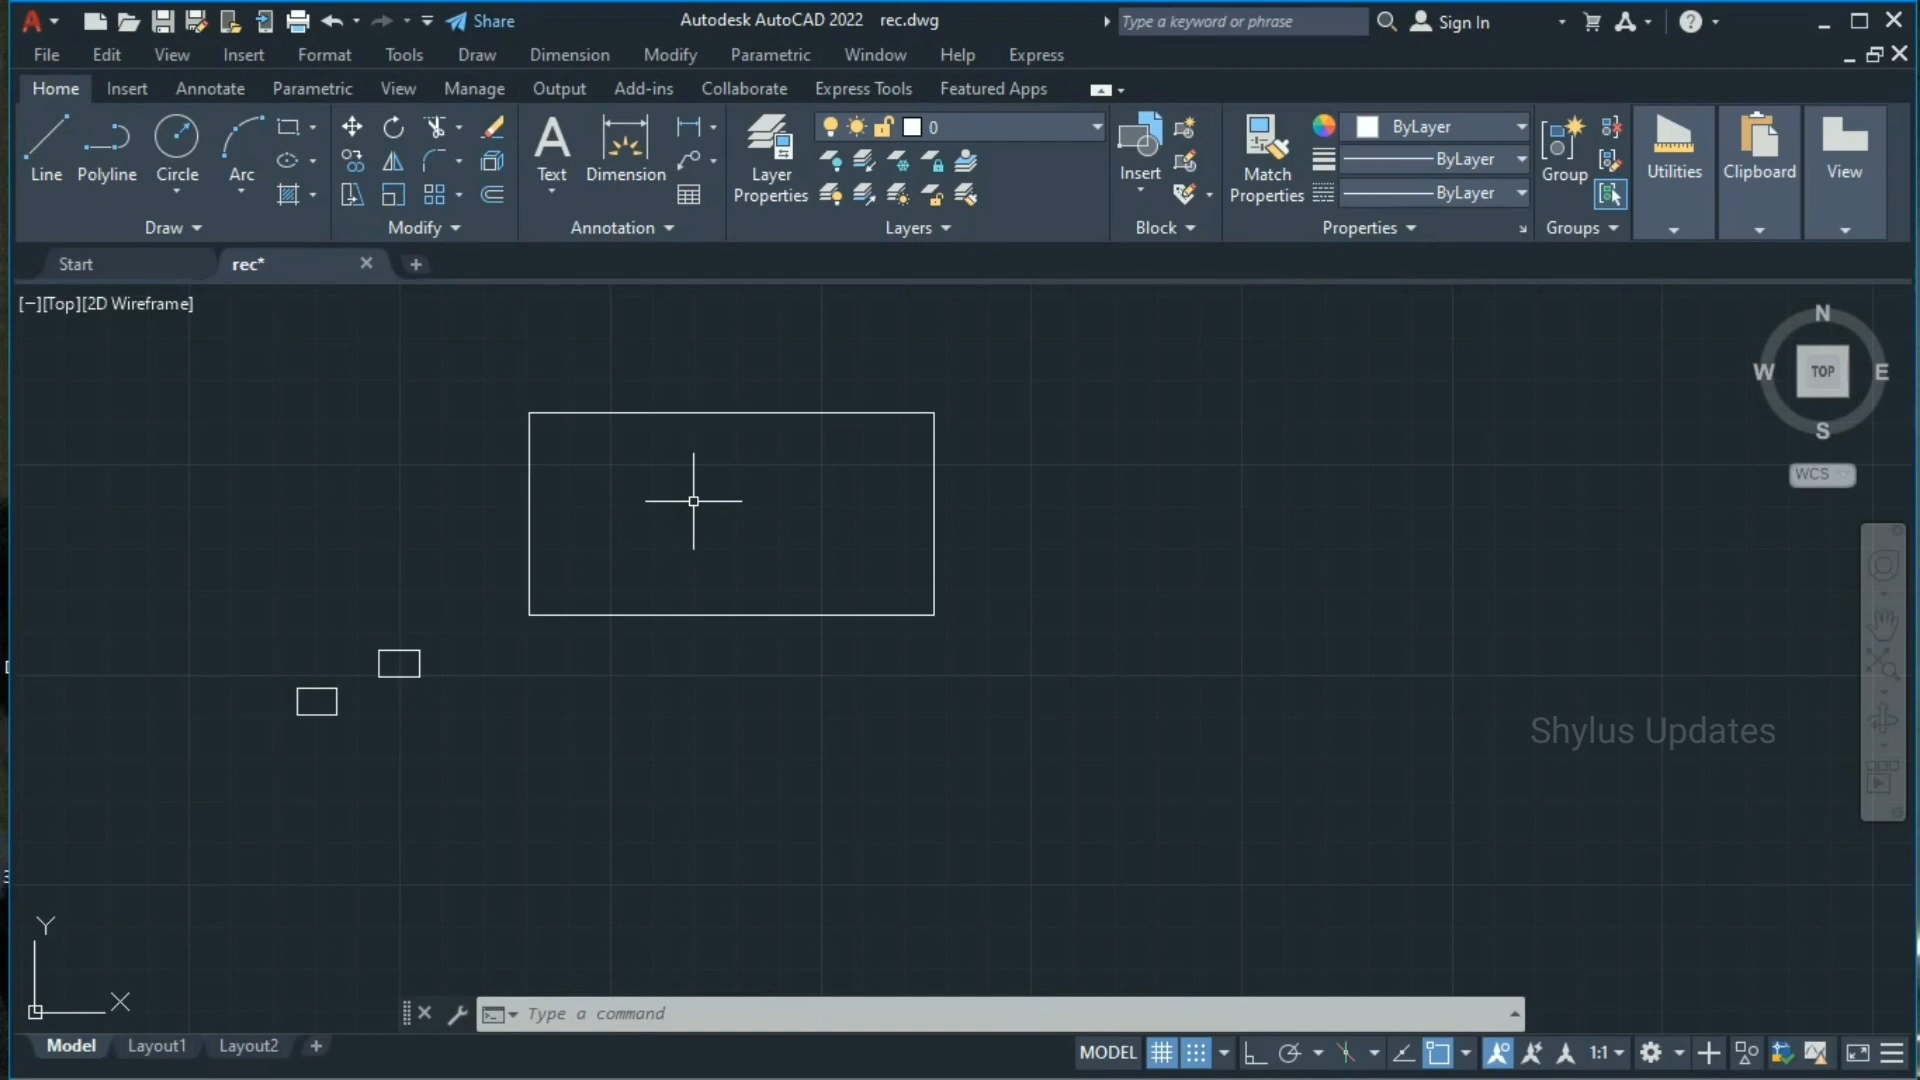 Share
Autodesk AutoCAD 2022 rec.dwg
Type a keyword or phrase
Sign In
File Edit View Insert Format Tools Draw Dimension Modify Parametric Window Help Express
Home Insert Annotate Parametric View Manage Output Add-ins Collaborate Express Tools Featured Apps
0
ByLayer
ByLayer
ByLayer
Line Polyline Circle Arc
Text Dimension
Layer Properties
Insert
Match Properties
Group
Utilities Clipboard View
Draw Modify Annotation Layers Block Properties Groups
Start rec*
[−][Top][2D Wireframe]
N
W TOP E
S
WCS
Shylus Updates
Y
X
Type a command
Model Layout1 Layout2
MODEL 1:1